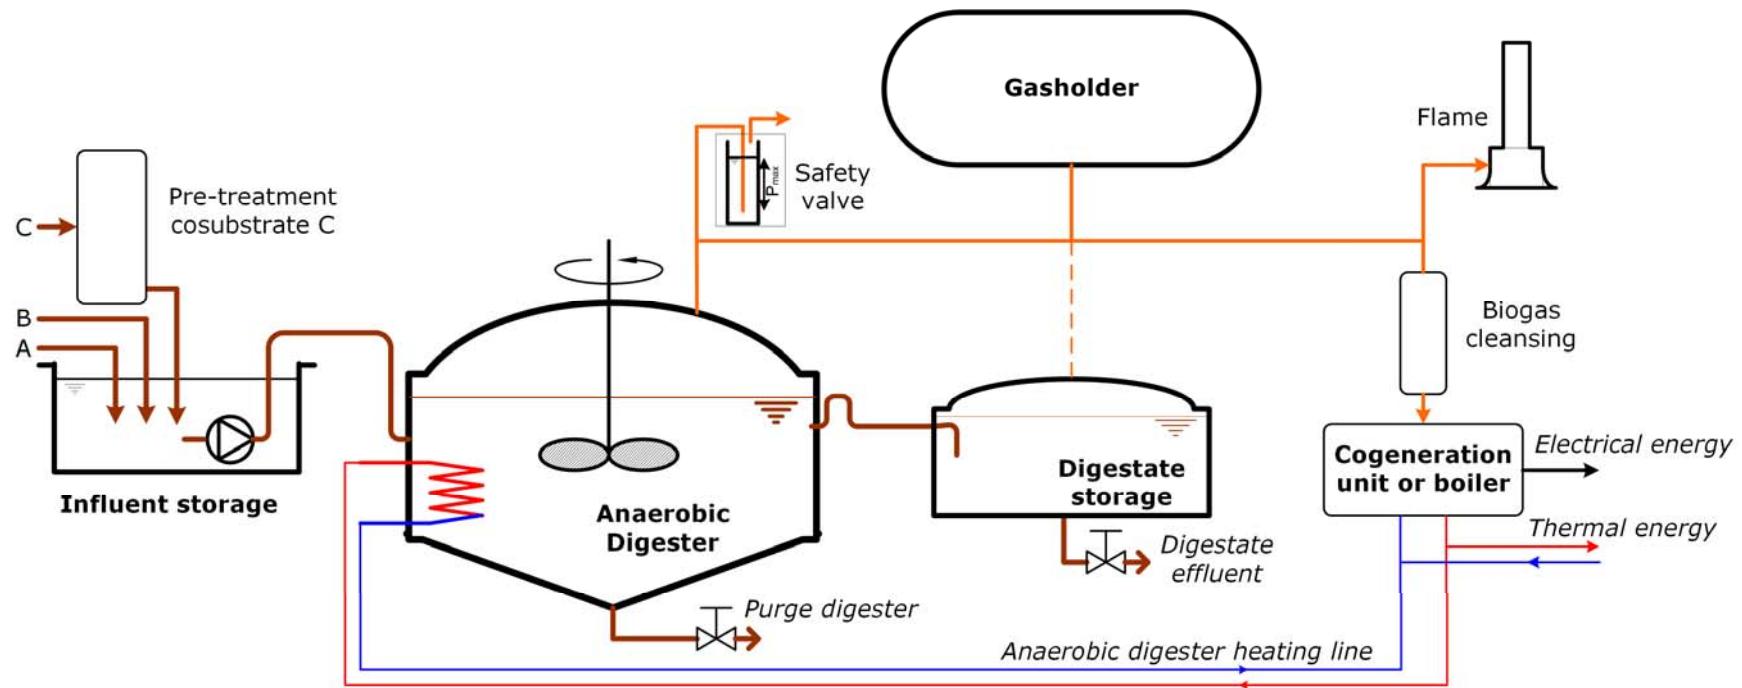 Gasholder
Flame
Safety
valve
P max
Pre-treatment
cosubstrate C
C
B
A
Biogas
cleansing
Influent storage
Anaerobic
Digester
Digestate
storage
Cogeneration
unit or boiler
Electrical energy
Thermal energy
Digestate
effluent
Purge digester
Anaerobic digester heating line